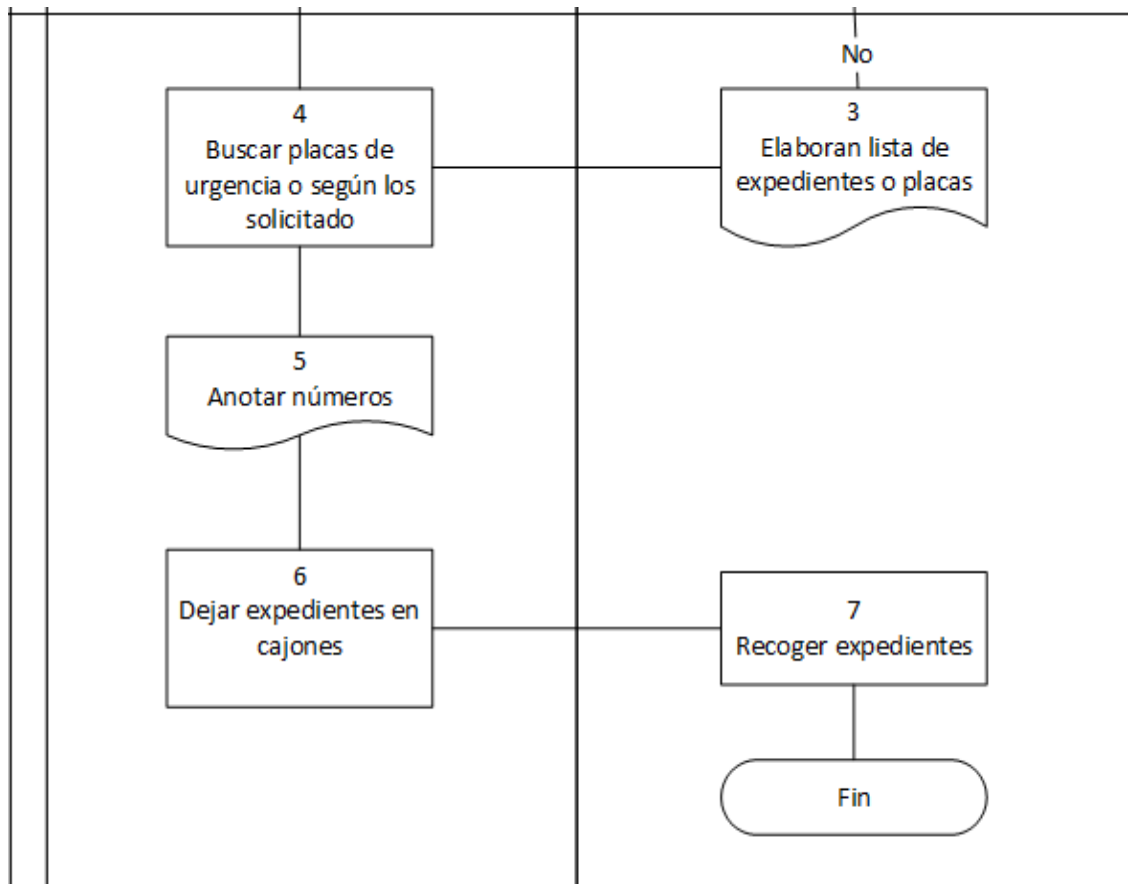 No
4
Buscar placas de
urgencia o según los
solicitado
3
Elaboran lista de
expedientes o placas
5
Anotar números
6
Dejar expedientes en
cajones
7
Recoger expedientes
Fin